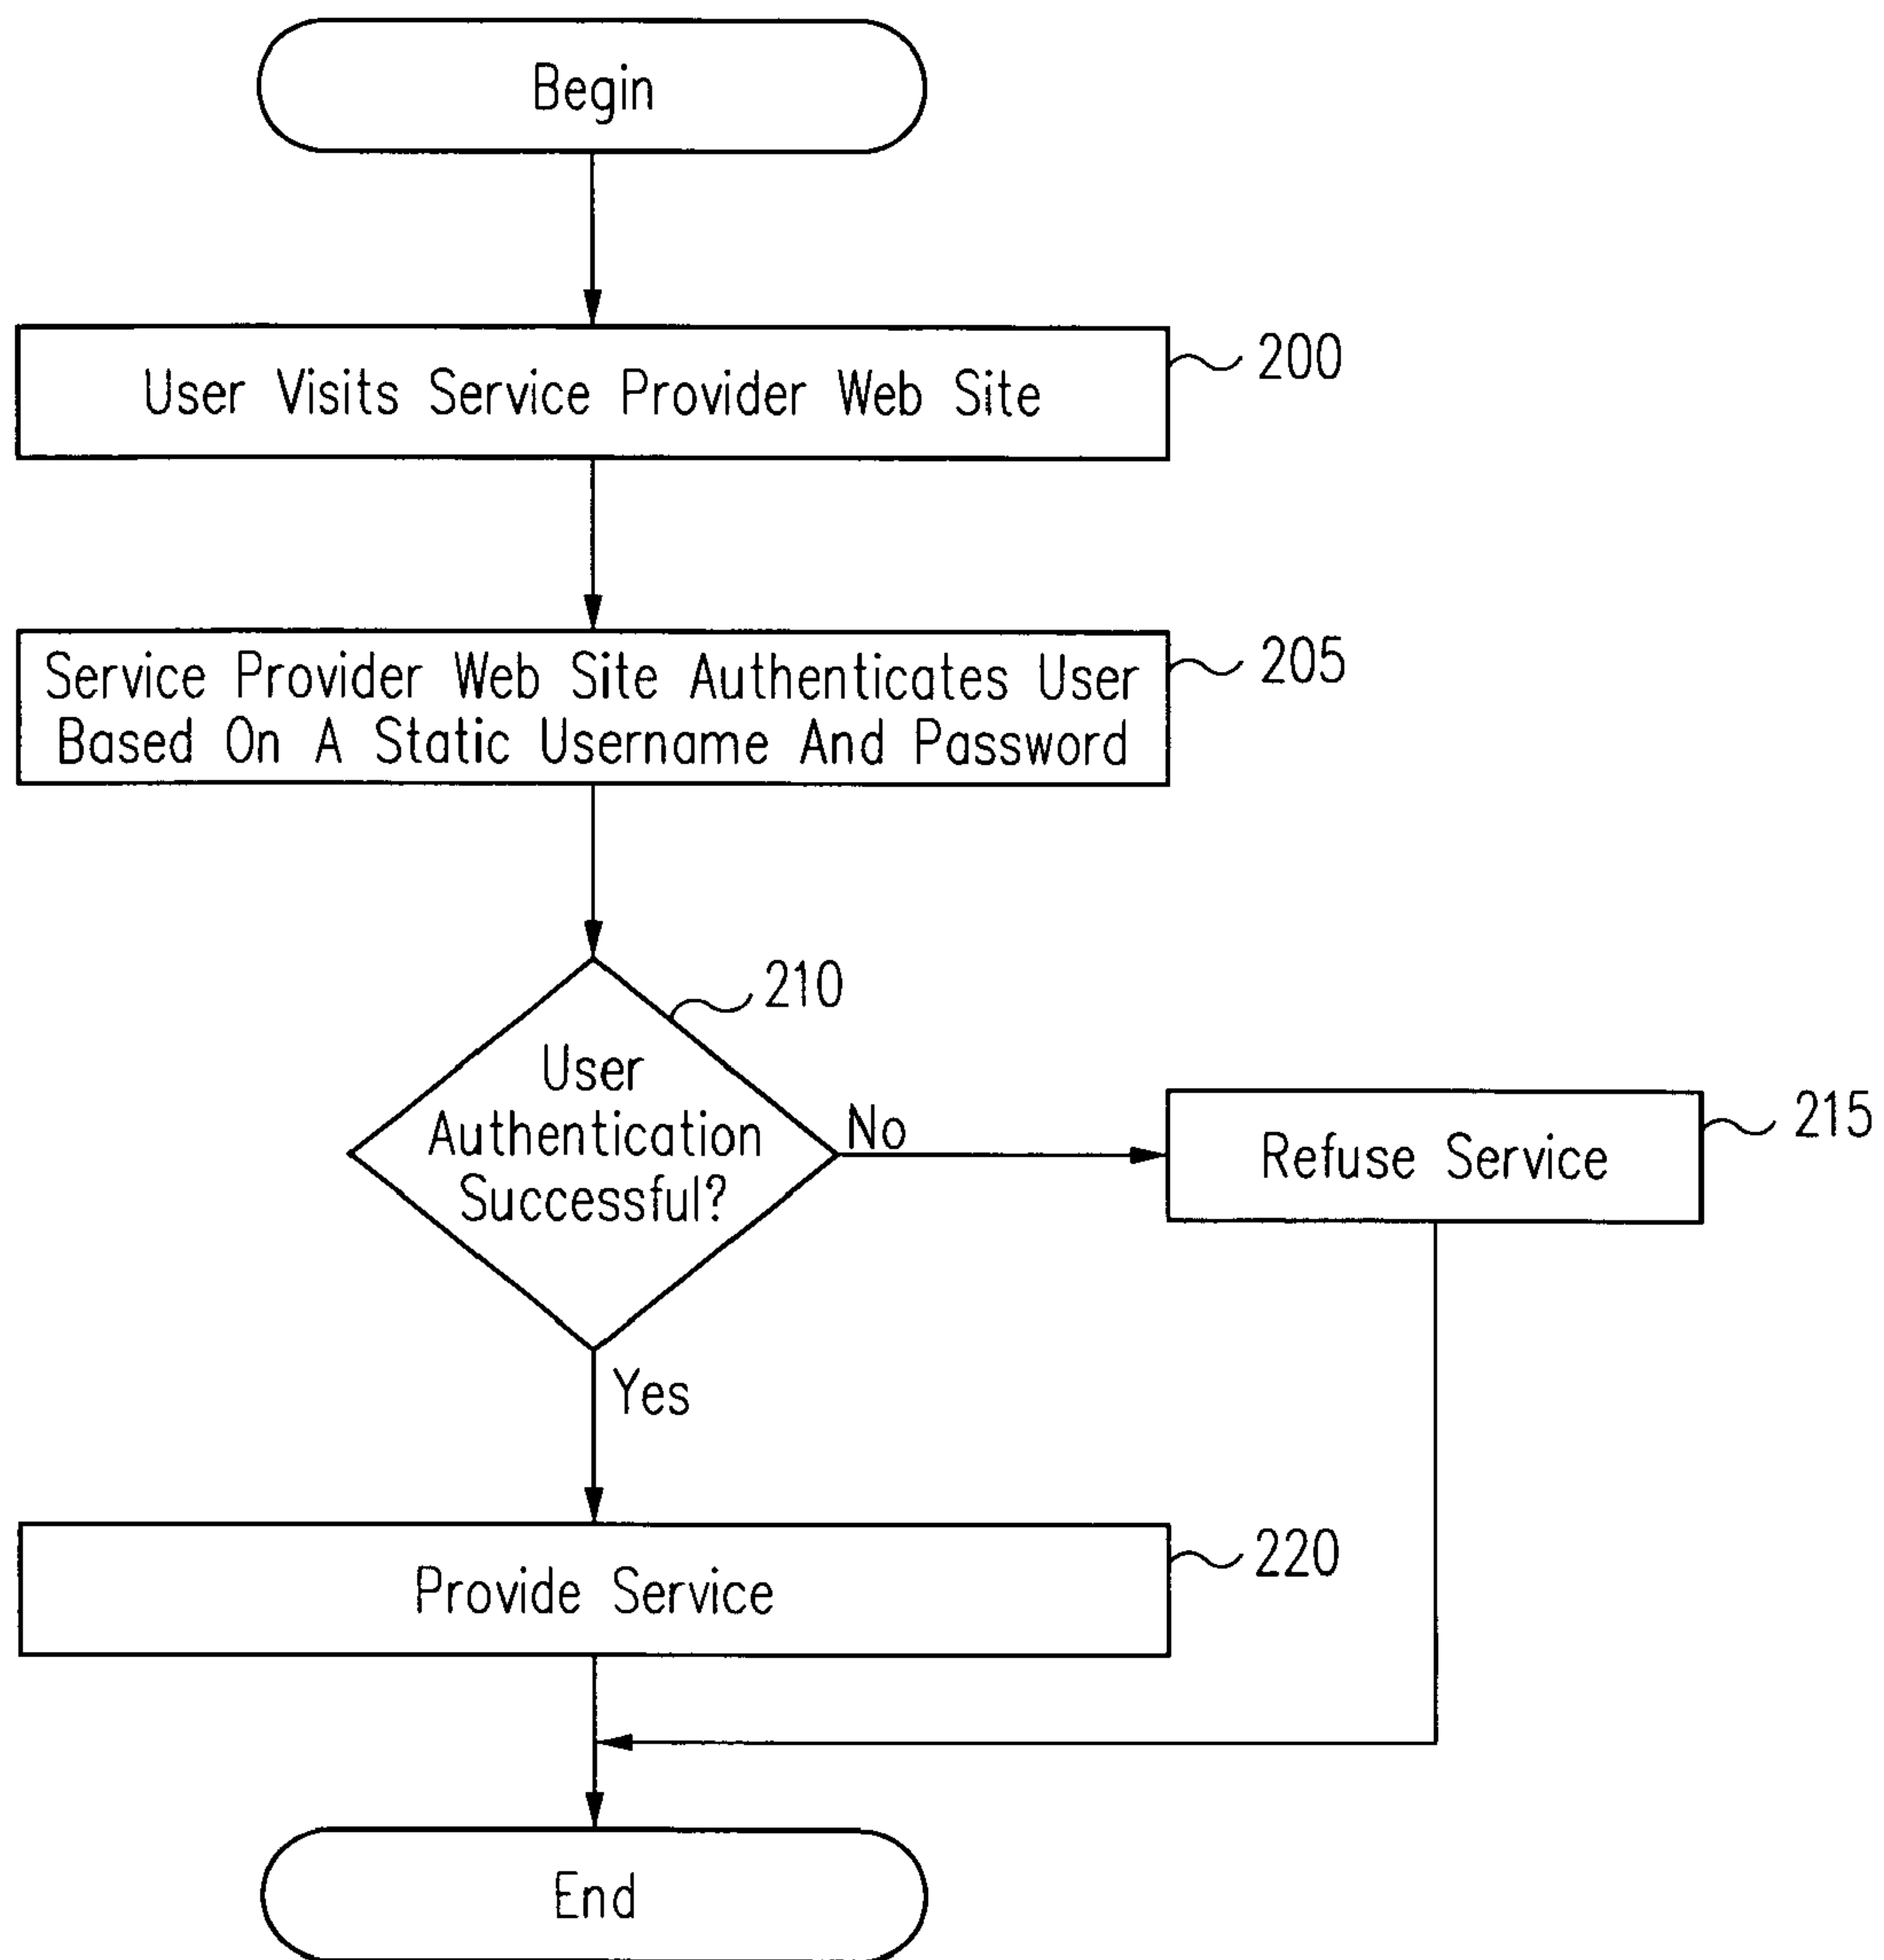 Begin
User Visits Service Provider Web Site
200
Service Provider Web Site Authenticates User
Based On A Static Username And Password
205
210
User
Authentication
Successful?
No
Refuse Service
215
Yes
Provide Service
220
End